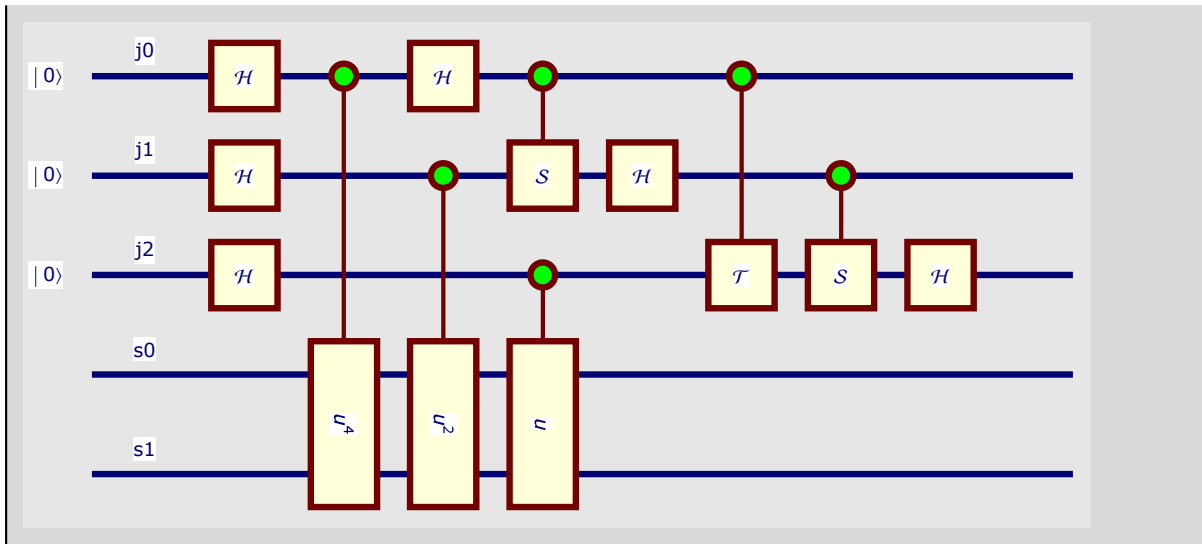 j0
| 0⟩ ℋ ℋ
j1
| 0⟩ ℋ 𝒮 ℋ
j2
| 0⟩ ℋ 𝒯 𝒮 ℋ
s0
u⁴ u² u
s1